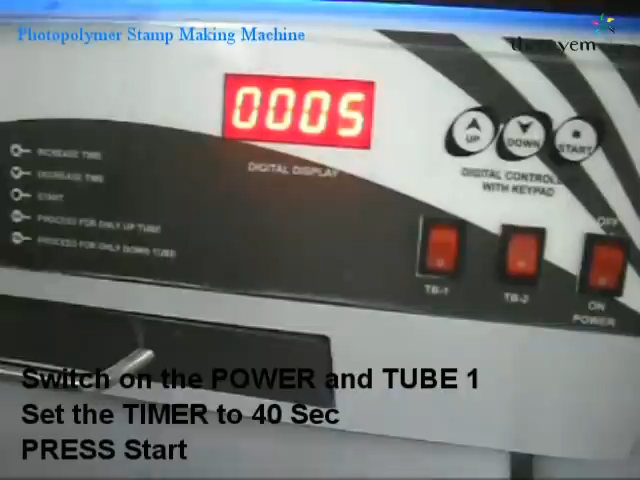 Photopolymer Stamp Making Machine
0005
DIGITAL DISPLAY
UP
DOWN
START
DIGITAL CONTROL
WITH KEYPAD
INCREASE TIME
DECREASE TIME
START
PROCESS FOR ONLY UP TUBE
PROCESS FOR ONLY DOWN TUBE
OFF
TB-1
TB-2
ON
POWER
Switch on the POWER and TUBE 1
Set the TIMER to 40 Sec
PRESS Start